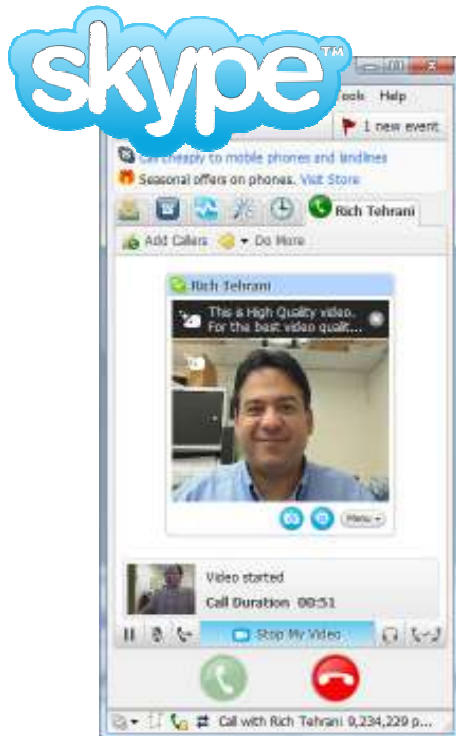 skype™
Tools Help
1 new event
Call cheaply to mobile phones and landlines
Seasonal offers on phones. Visit Store
Rich Tehrani
Add Callers Do More
Rich Tehrani
This is High Quality video.
For the best video qualit...
Menu
Video started
Call Duration 00:51
Stop My Video
Call with Rich Tehrani 9,234,229 p...